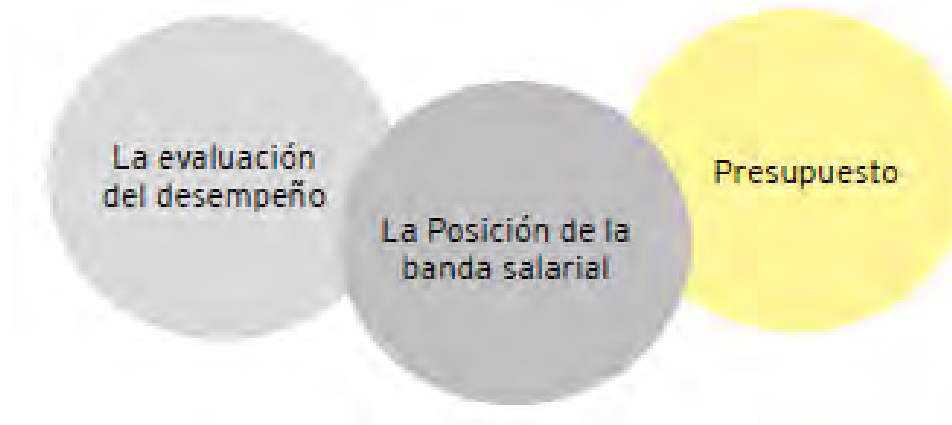 La evaluación
del desempeño
La Posición de la
banda salarial
Presupuesto